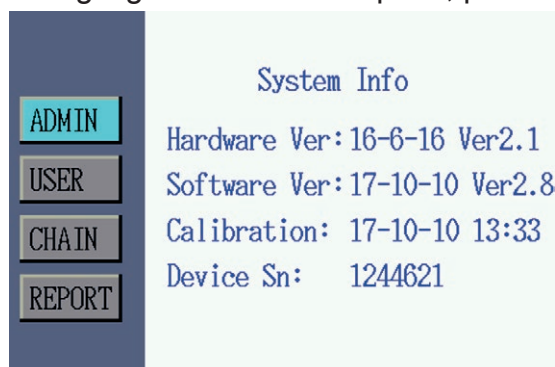 System Info
ADMIN
USER
CHAIN
REPORT
Hardware Ver: 16-6-16 Ver2.1
Software Ver: 17-10-10 Ver2.8
Calibration: 17-10-10 13:33
Device Sn: 1244621